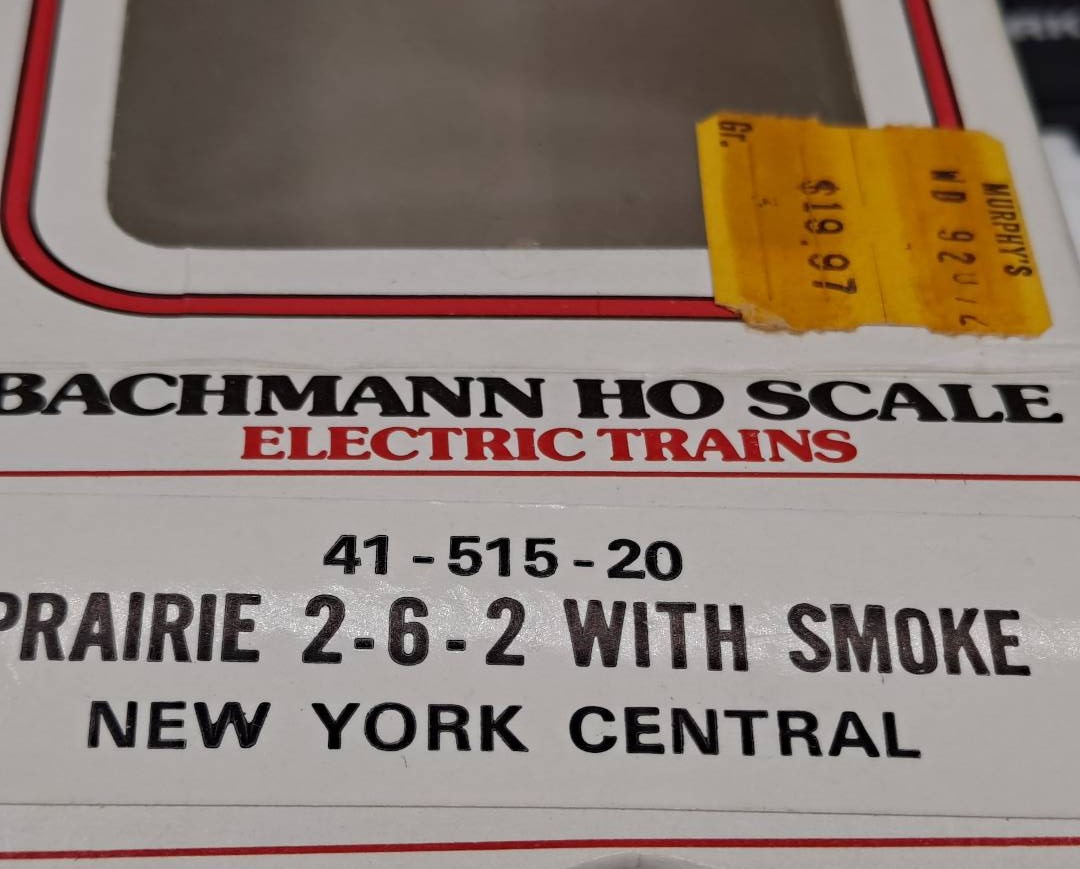 Gr.
$19.97
MURPHY'S
BACHMANN HO SCALE
ELECTRIC TRAINS
41-515-20
PRAIRIE 2-6-2 WITH SMOKE
NEW YORK CENTRAL